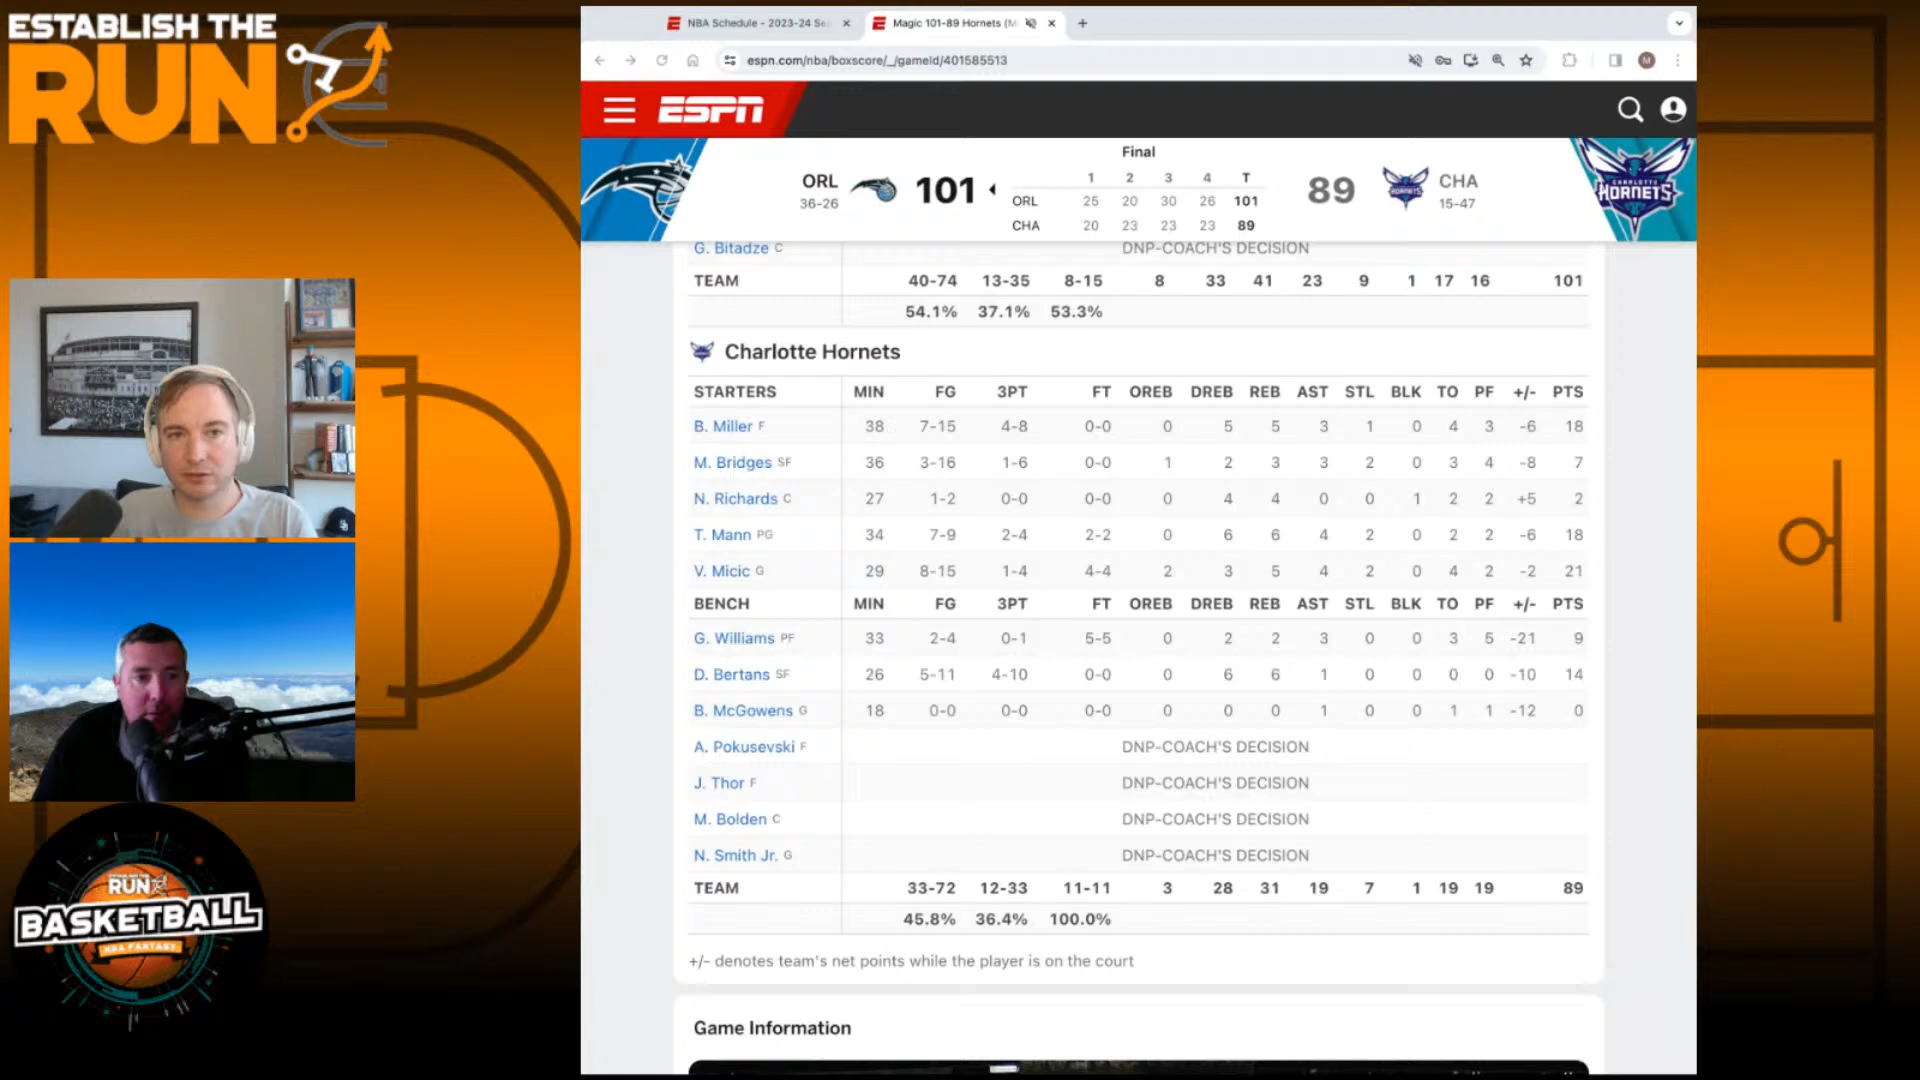 ESTABLISH THE
RUN
NBA Schedule - 2023-24 Se
Magic 101-89 Hornets (M
espn.com/nba/boxscore/_/gameId/401585513
M
ESPN
Final
ORL 101 89 CHA
36-26 15-47
1 2 3 4 T
ORL 25 20 30 26 101
CHA 20 23 23 23 89
CHARLOTTE
HORNETS
G. Bitadze C DNP-COACH'S DECISION
TEAM 40-74 13-35 8-15 8 33 41 23 9 1 17 16 101
54.1% 37.1% 53.3%
Charlotte Hornets
STARTERS MIN FG 3PT FT OREB DREB REB AST STL BLK TO PF +/- PTS
B. Miller F 38 7-15 4-8 0-0 0 5 5 3 1 0 4 3 -6 18
M. Bridges SF 36 3-16 1-6 0-0 1 2 3 3 2 0 3 4 -8 7
N. Richards C 27 1-2 0-0 0-0 0 4 4 0 0 1 2 2 +5 2
T. Mann PG 34 7-9 2-4 2-2 0 6 6 4 2 0 2 2 -6 18
V. Micic G 29 8-15 1-4 4-4 2 3 5 4 2 0 4 2 -2 21
BENCH MIN FG 3PT FT OREB DREB REB AST STL BLK TO PF +/- PTS
G. Williams PF 33 2-4 0-1 5-5 0 2 2 3 0 0 3 5 -21 9
D. Bertans SF 26 5-11 4-10 0-0 0 6 6 1 0 0 0 0 -10 14
B. McGowens G 18 0-0 0-0 0-0 0 0 0 1 0 0 1 1 -12 0
A. Pokusevski F DNP-COACH'S DECISION
J. Thor F DNP-COACH'S DECISION
M. Bolden C DNP-COACH'S DECISION
N. Smith Jr. G DNP-COACH'S DECISION
TEAM 33-72 12-33 11-11 3 28 31 19 7 1 19 19 89
45.8% 36.4% 100.0%
+/- denotes team's net points while the player is on the court
Game Information
ESTABLISH THE
RUN
BASKETBALL
NBA FANTASY